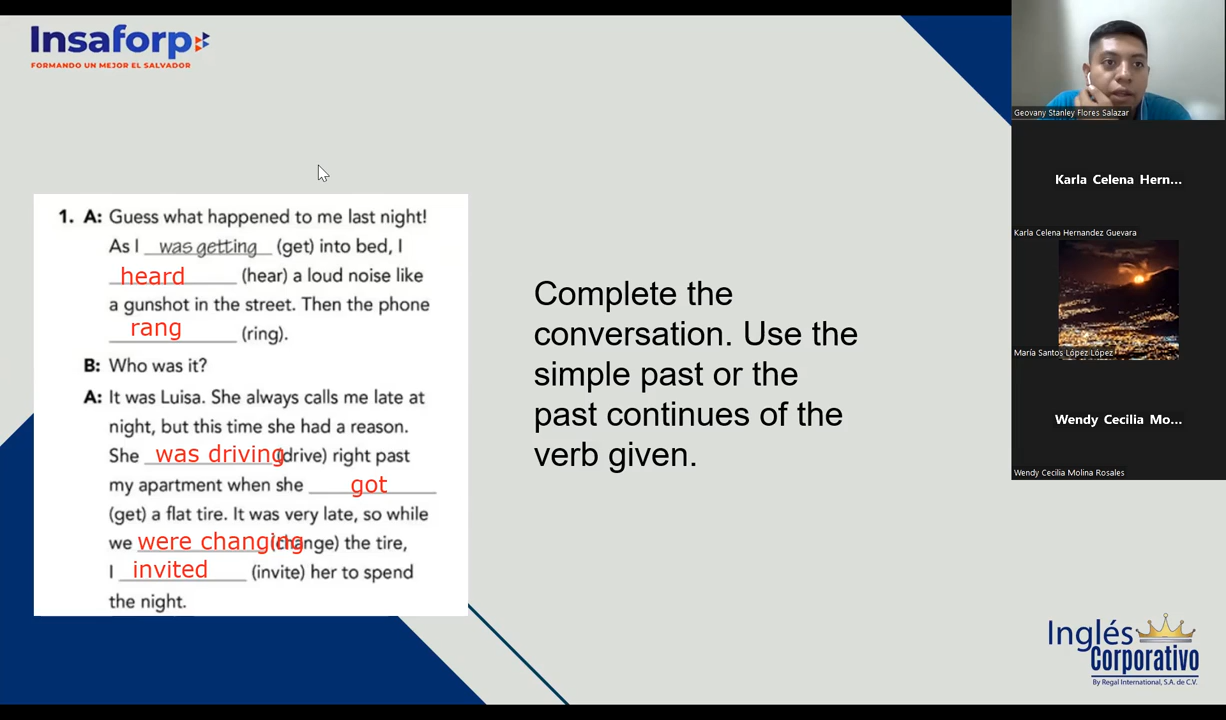 Insaforp
FORMANDO UN MEJOR EL SALVADOR
1. A: Guess what happened to me last night!
As I was getting (get) into bed, I
heard (hear) a loud noise like
a gunshot in the street. Then the phone
rang (ring).
B: Who was it?
A: It was Luisa. She always calls me late at
night, but this time she had a reason.
She was driving (drive) right past
my apartment when she got
(get) a flat tire. It was very late, so while
we were changing (change) the tire,
I invited (invite) her to spend
the night.
Complete the
conversation. Use the
simple past or the
past continues of the
verb given.
Geovany Stanley Flores Salazar
Karla Celena Hern...
Karla Celena Hernandez Guevara
María Santos López López
Wendy Cecilia Mo...
Wendy Cecilia Molina Rosales
Inglés
Corporativo
By Regal International, S.A. de C.V.